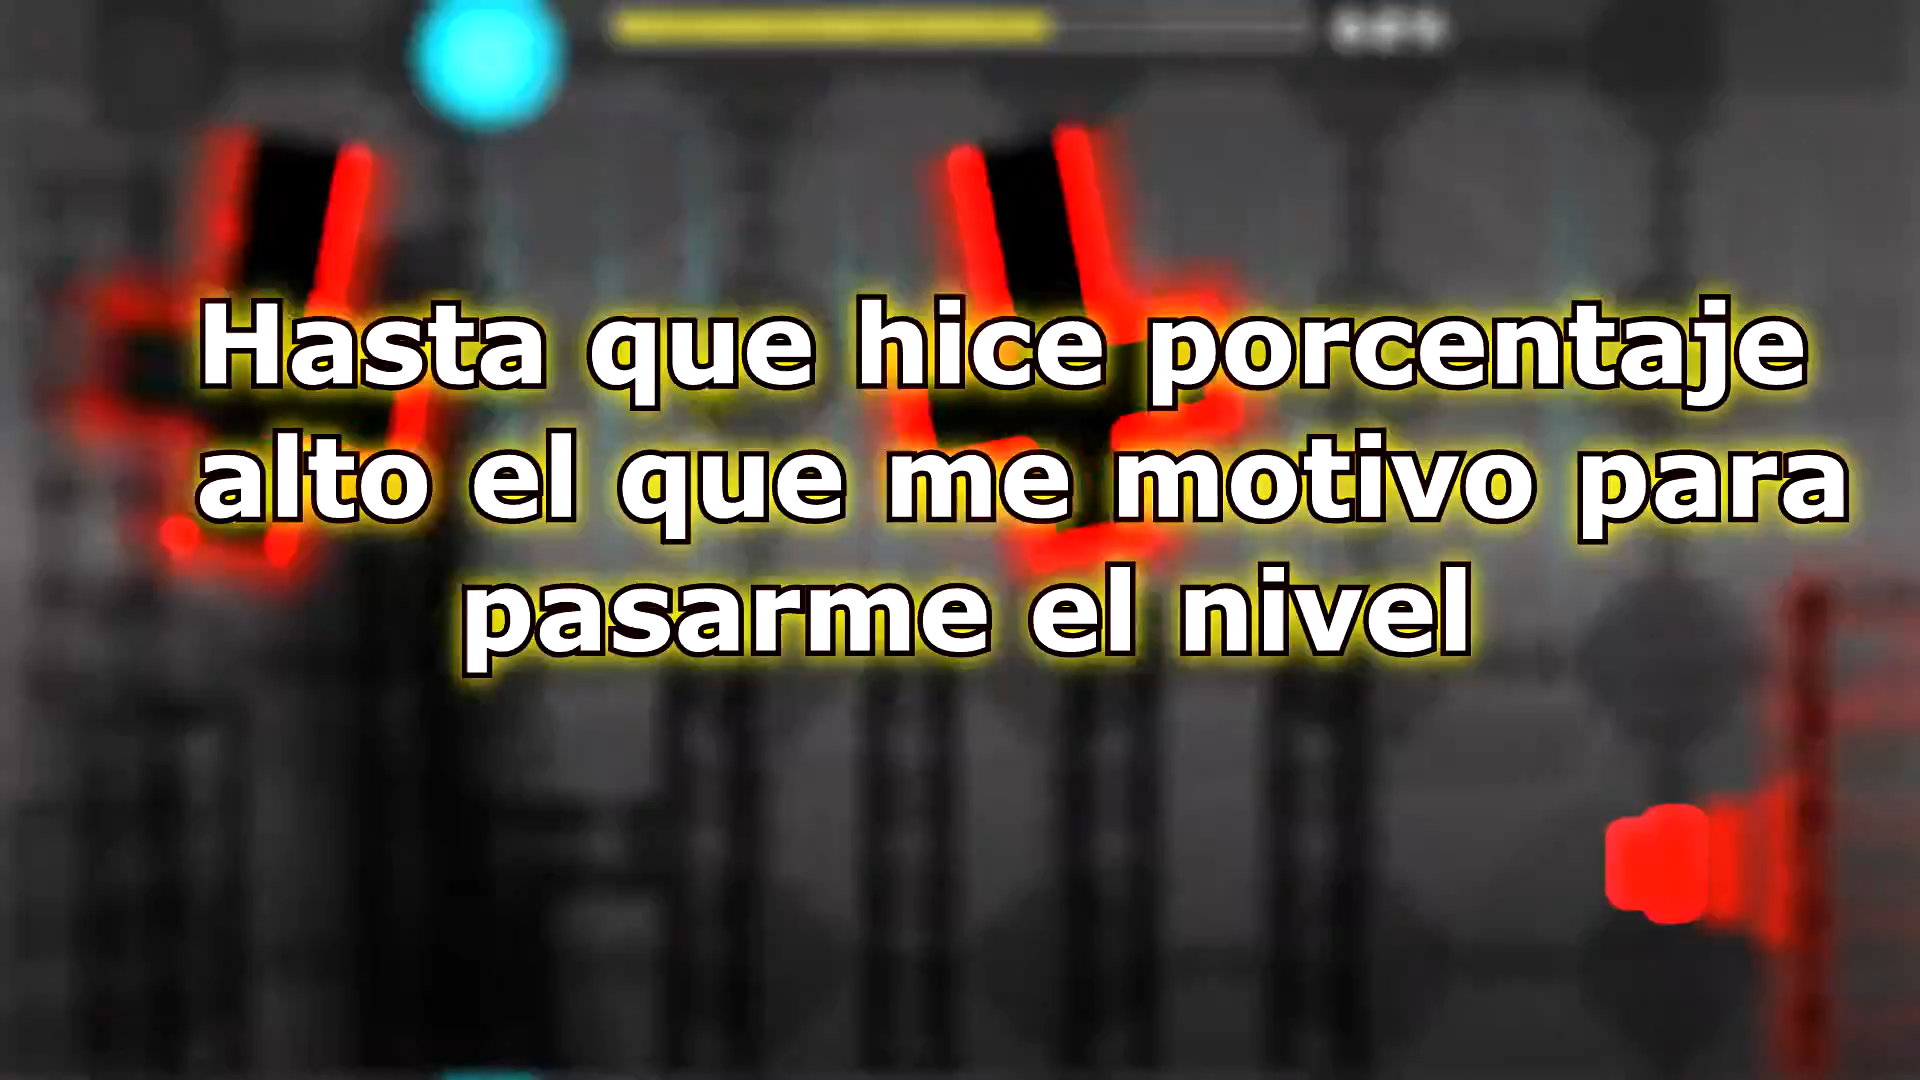 Hasta que hice porcentaje
alto el que me motivo para
pasarme el nivel